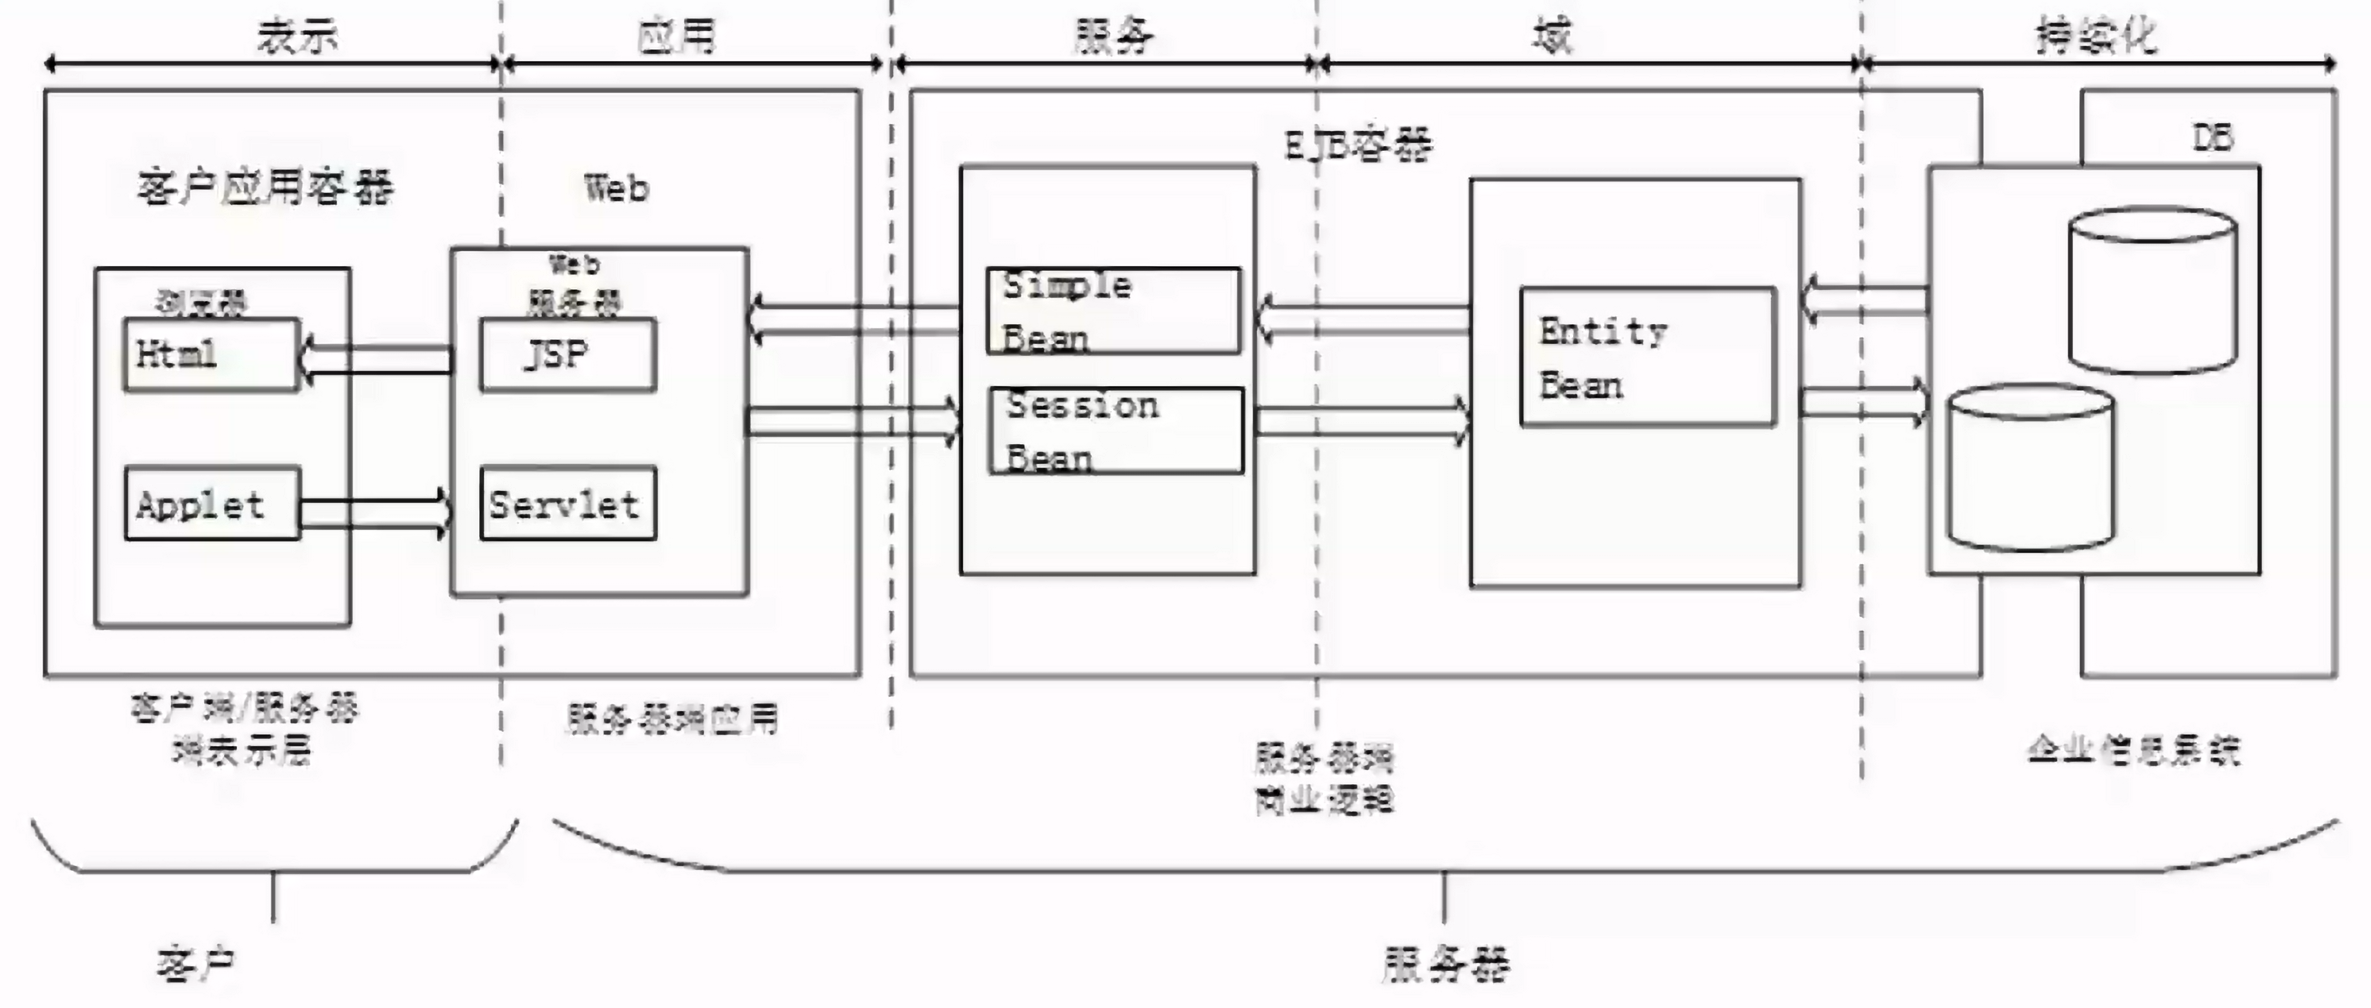 表示
应用
服务
域
持续化
客户应用容器
Web
EJB容器
DB
浏览器
Html
Applet
Web
服务器
JSP
Servlet
Simple
Bean
Session
Bean
Entity
Bean
客户端/服务器
端表示层
服务器端应用
服务器端
商业逻辑
企业信息系统
客户
服务器